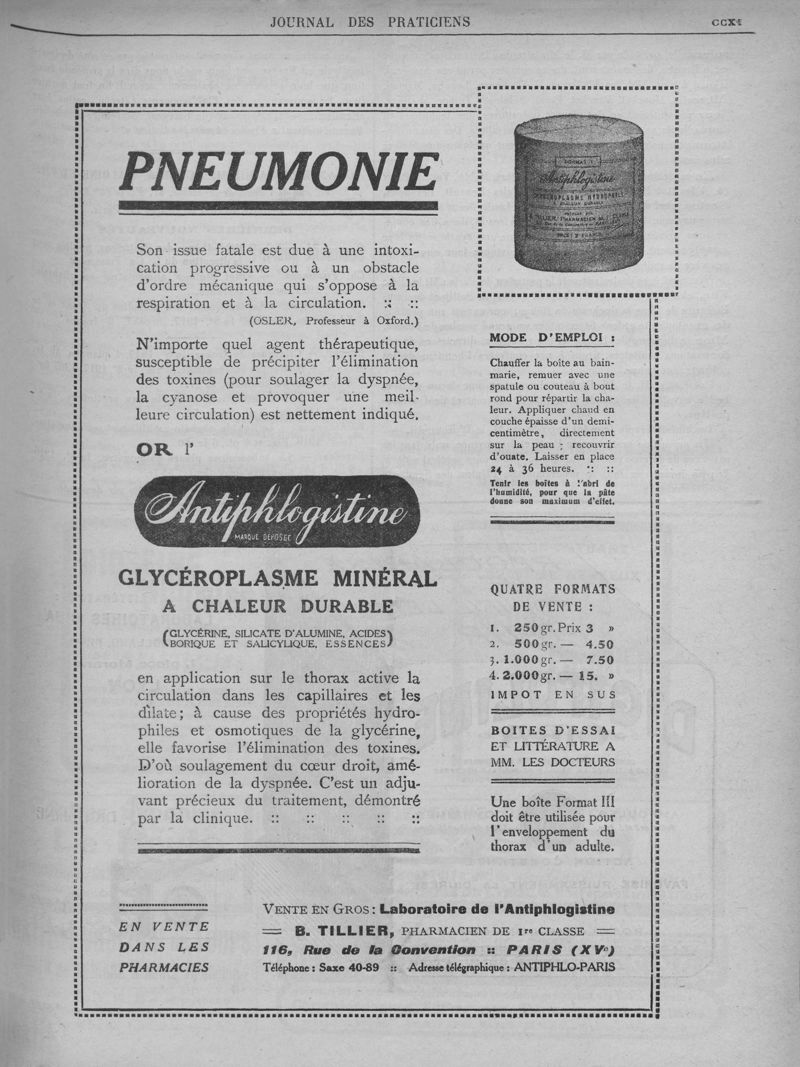 JOURNAL DES PRATICIENS
PNEUMONIE
Son issue fatale est due à une intoxi-
cation progressive ou à un obstacle
d'ordre mécanique qui s'oppose à la
respiration et à la circulation. :: ::
(OSLER, Professeur à Oxford.)
N'importe quel agent thérapeutique,
susceptible de précipiter l'élimination
des toxines (pour soulager la dyspnée,
la cyanose et provoquer une meil-
leure circulation) est nettement indiqué.
OR l'
Antiphlogistine
MARQUE DÉPOSÉE
GLYCÉROPLASME MINÉRAL
A CHALEUR DURABLE
(GLYCÉRINE, SILICATE D'ALUMINE, ACIDES
BORIQUE ET SALICYLIQUE, ESSENCES)
en application sur le thorax active la
circulation dans les capillaires et les
dilate; à cause des propriétés hydro-
philes et osmotiques de la glycérine,
elle favorise l'élimination des toxines.
D'où soulagement du cœur droit, amé-
lioration de la dyspnée. C'est un adju-
vant précieux du traitement, démontré
par la clinique. :: :: :: :: ::
FORMAT
Antiphlogistine
GLYCEROPLASME HYDROPHILE
A CHALEUR DURABLE
MODE D'EMPLOI :
Chauffer la boîte au bain-
marie, remuer avec une
spatule ou couteau à bout
rond pour répartir la cha-
leur. Appliquer chaud en
couche épaisse d'un demi-
centimètre, directement
sur la peau ; recouvrir
d'ouate. Laisser en place
24 à 36 heures. :: ::
Tenir les boîtes à l'abri de
l'humidité, pour que la pâte
donne son maximum d'effet.
QUATRE FORMATS
DE VENTE :
1. 250 gr. Prix 3 »
2. 500 gr. — 4.50
3. 1.000 gr. — 7.50
4. 2.000 gr. — 15. »
IMPOT EN SUS
BOITES D'ESSAI
ET LITTÉRATURE A
MM. LES DOCTEURS
Une boîte Format III
doit être utilisée pour
l'enveloppement du
thorax d'un adulte.
EN VENTE
DANS LES
PHARMACIES
VENTE EN GROS : Laboratoire de l'Antiphlogistine
B. TILLIER, PHARMACIEN DE 1re CLASSE
116, Rue de la Convention :: PARIS (XVe)
Téléphone : Saxe 40-89 :: Adresse télégraphique : ANTIPHLO-PARIS